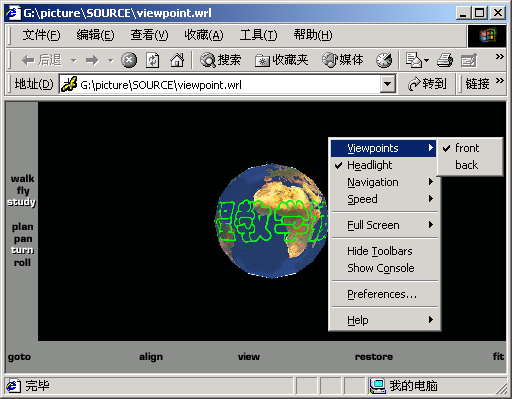 G:\picture\SOURCE\viewpoint.wrl
文件(F) 编辑(E) 查看(V) 收藏(A) 工具(T) 帮助(H) »
后退 搜索 收藏夹 媒体 »
地址(D) G:\picture\SOURCE\viewpoint.wrl 转到 链接 »
walk
fly
study
plan
pan
turn
roll
教学
Viewpoints
Headlight
Navigation
Speed
Full Screen
Hide Toolbars
Show Console
Preferences...
Help
front
back
goto align view restore fit
完毕 我的电脑